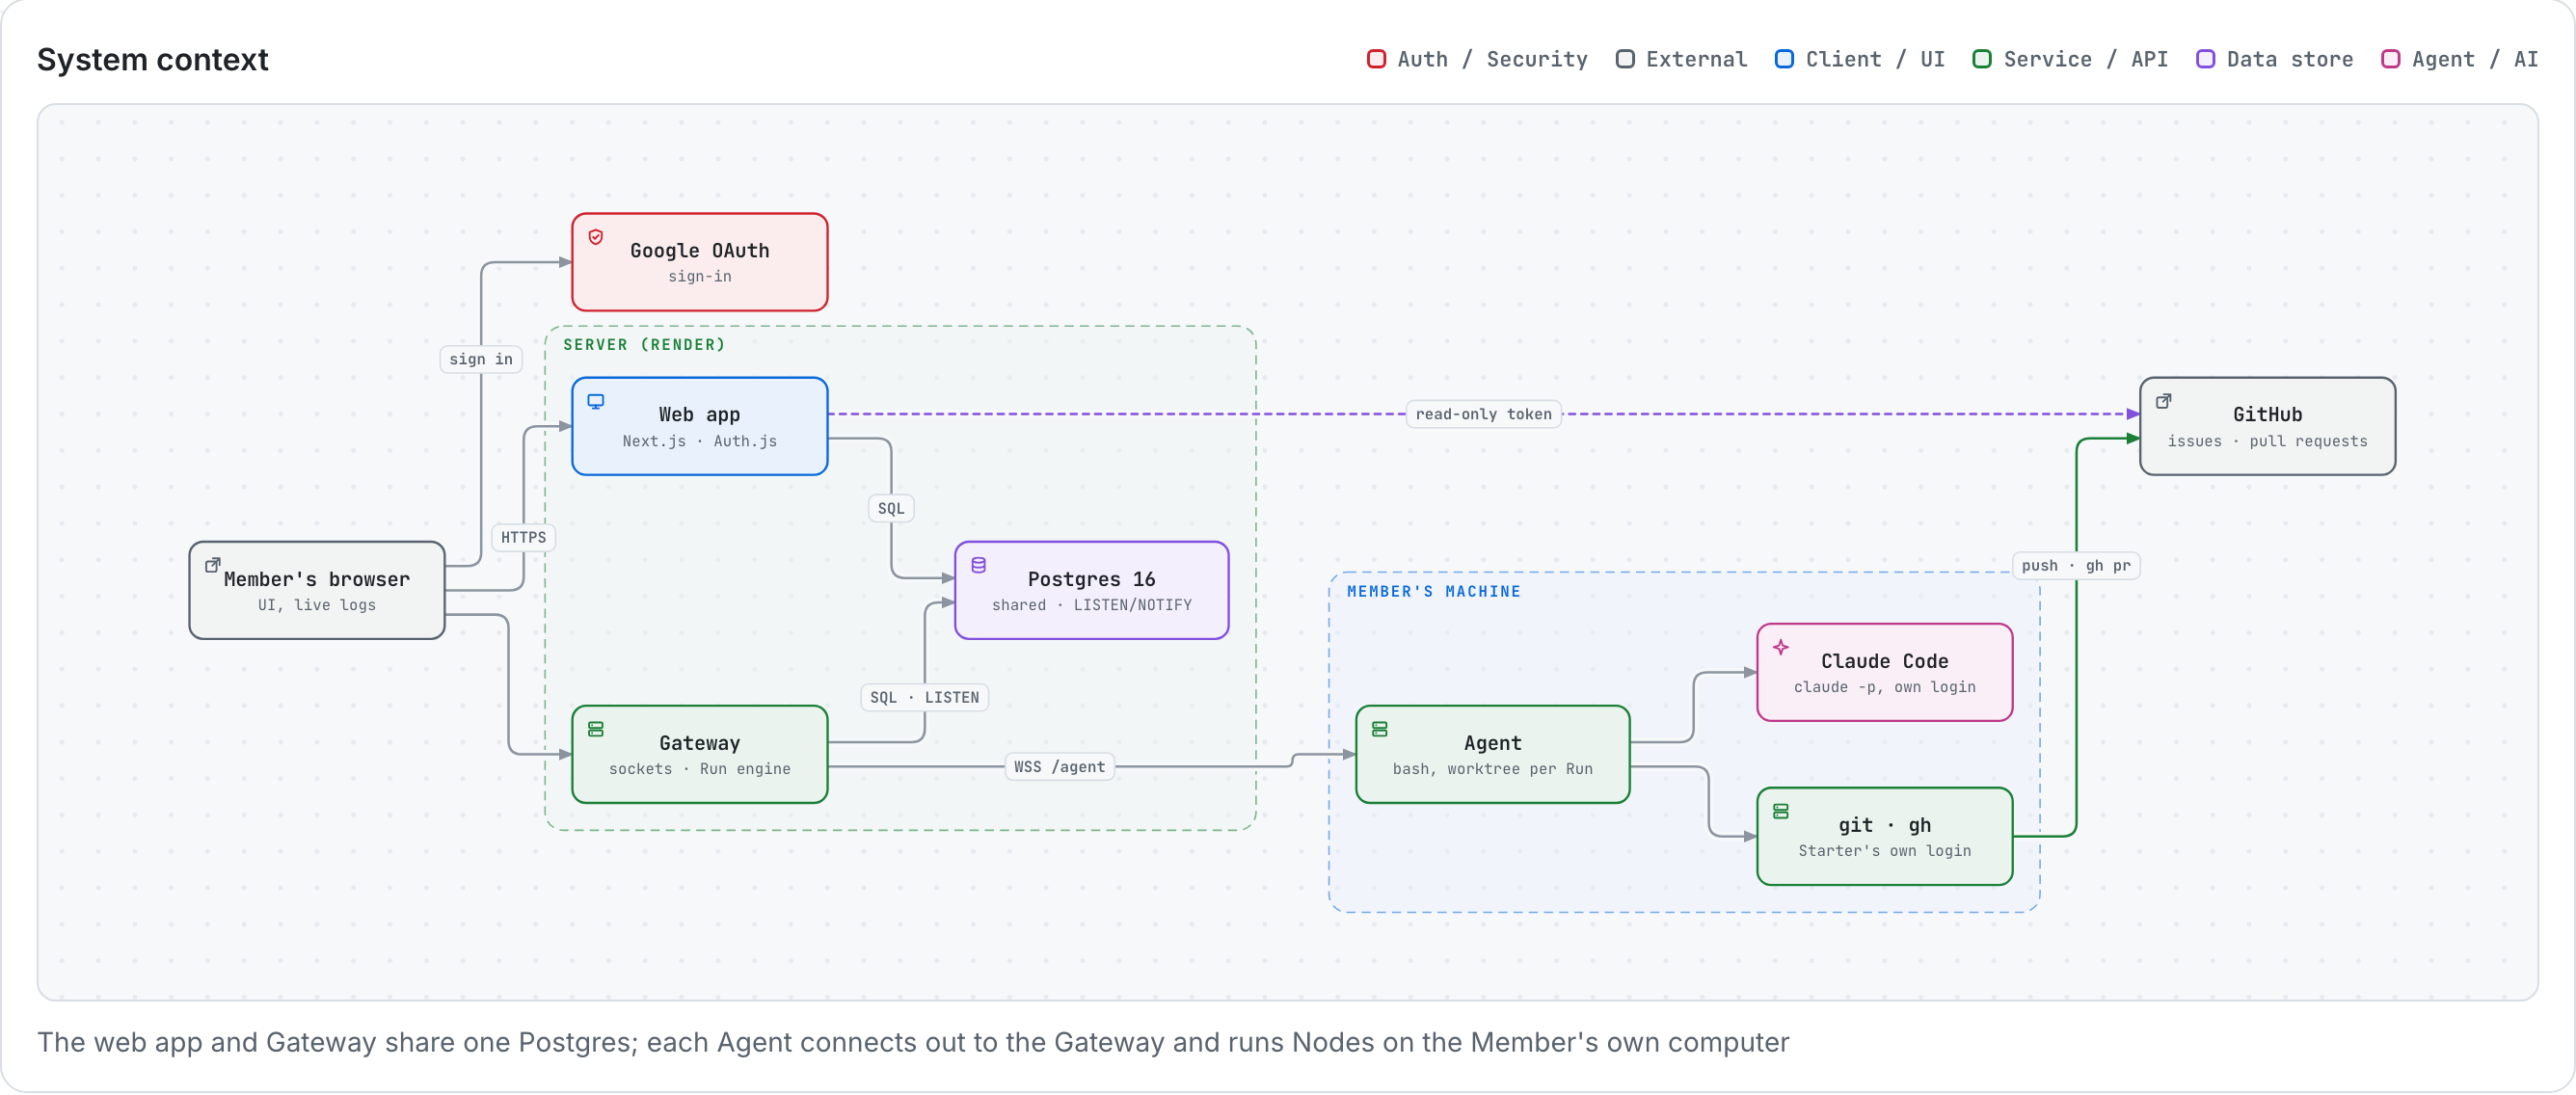 System context
Auth / Security
External
Client / UI
Service / API
Data store
Agent / AI
Google OAuth
sign-in
sign in
SERVER (RENDER)
Web app
Next.js · Auth.js
read-only token
GitHub
issues · pull requests
SQL
HTTPS
Member's browser
UI, live logs
Postgres 16
shared · LISTEN/NOTIFY
push · gh pr
MEMBER'S MACHINE
Claude Code
claude -p, own login
SQL · LISTEN
Gateway
sockets · Run engine
WSS /agent
Agent
bash, worktree per Run
git · gh
Starter's own login
The web app and Gateway share one Postgres; each Agent connects out to the Gateway and runs Nodes on the Member's own computer